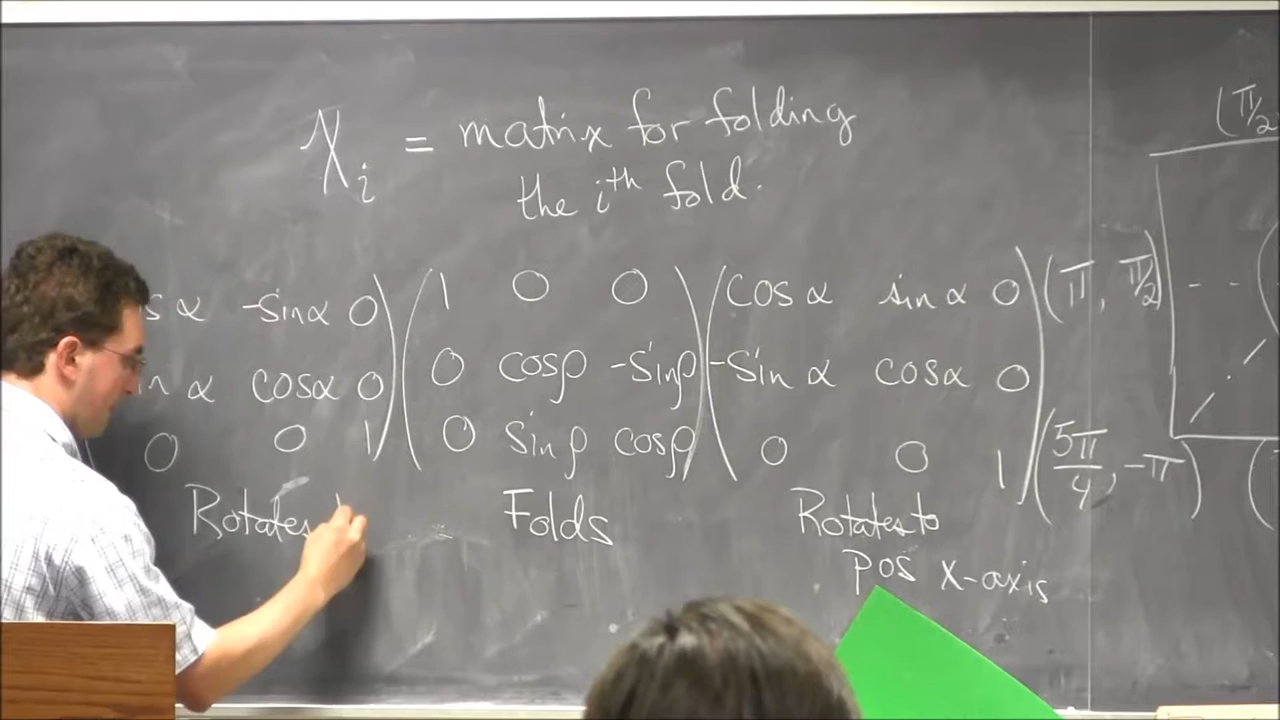 χi = matrix for folding
the ith fold.
s α -sin α 0 ) ( 1 0 0 ) ( cos α sin α 0 ) (π, π/2)
in α cos α 0 ) ( 0 cos ρ -sin ρ ) ( -sin α cos α 0 )
0 0 1 ) ( 0 sin ρ cos ρ ) ( 0 0 1 ) (5π/4, -π)
Rotates Folds Rotates to
pos x-axis
(π/2